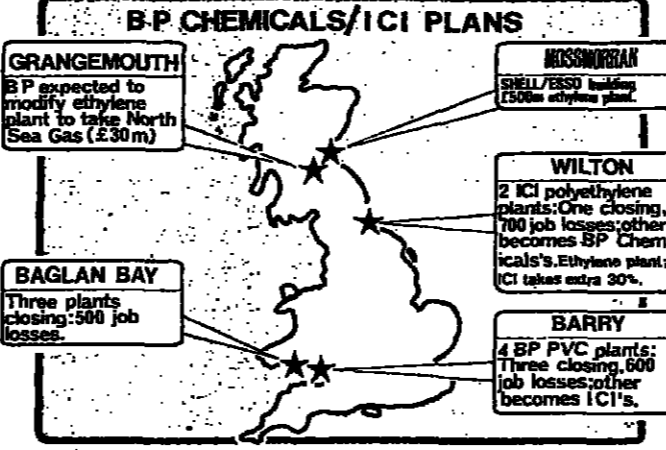 BP CHEMICALS/ICI PLANS
GRANGEMOUTH
BP expected to
modify ethylene
plant to take North
Sea Gas (£30m)
MOSSMORRAN
SHELL/ESSO building
£500m ethylene plant.
WILTON
2 ICI polyethylene
plants:One closing,
700 job losses;other
becomes BP Chem
icals's.Ethylene plant:
ICI takes extra 30%.
BAGLAN BAY
Three plants
closing:500 job
losses.
BARRY
4 BP PVC plants:
Three closing,600
job losses;other
becomes ICI's.